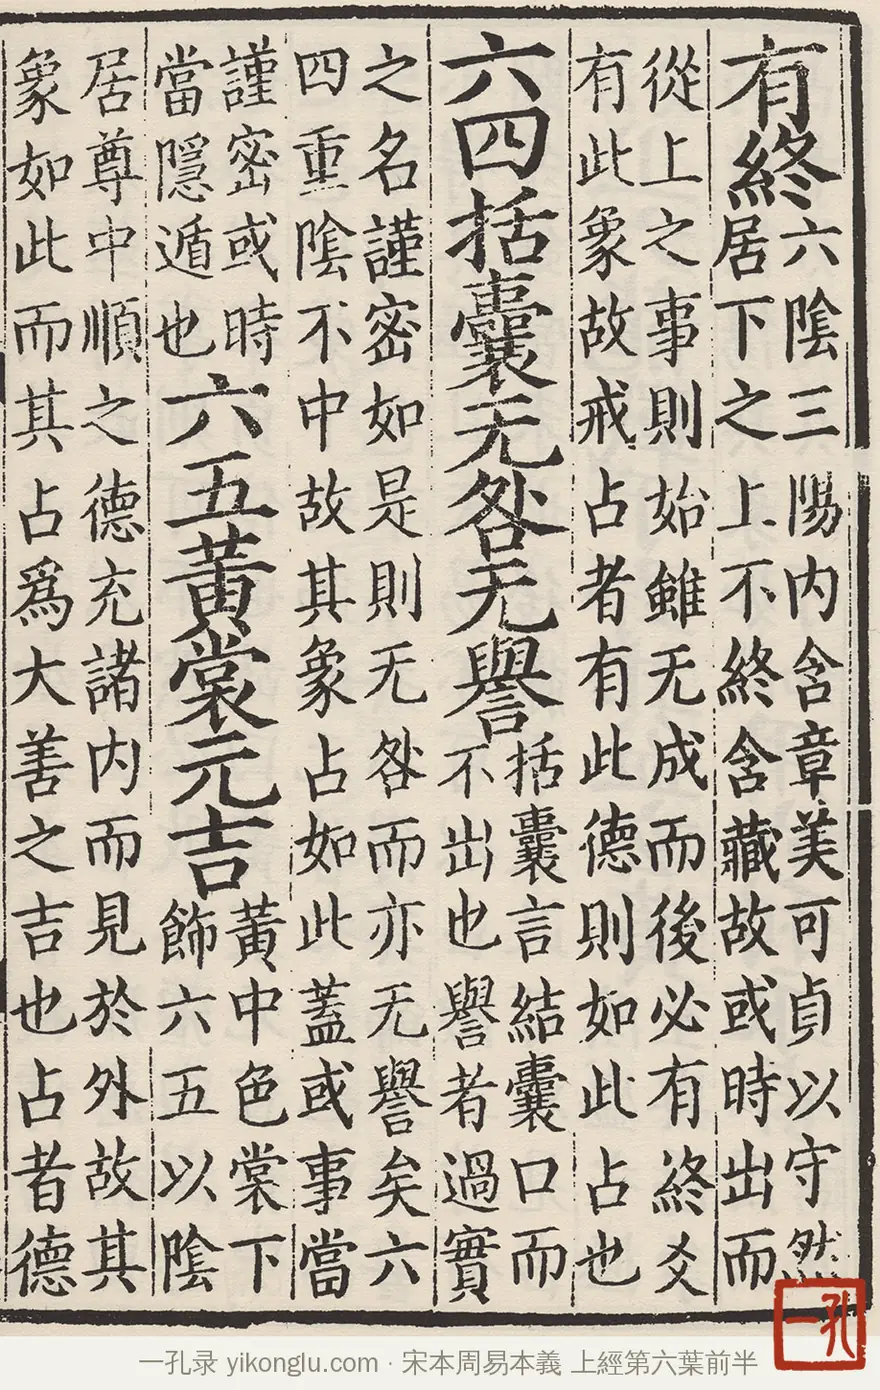 有終
六陰三陽内含章美可貞以守然
居下之上不終含藏故或時出而
從上之事則始雖无成而後必有終爻
有此象故戒占者有此德則如此占也
六四括囊无咎无譽
括囊言結囊口而
不出也譽者過實
之名謹密如是則无咎而亦无譽矣六
四重陰不中故其象占如此蓋或事當
謹密或時
當隱遁也
六五黃裳元吉
黃中色裳下
飾六五以陰
居尊中順之德充諸内而見於外故其
象如此而其占爲大善之吉也占者德
一孔
一孔录 yikonglu.com · 宋本周易本義 上經第六葉前半